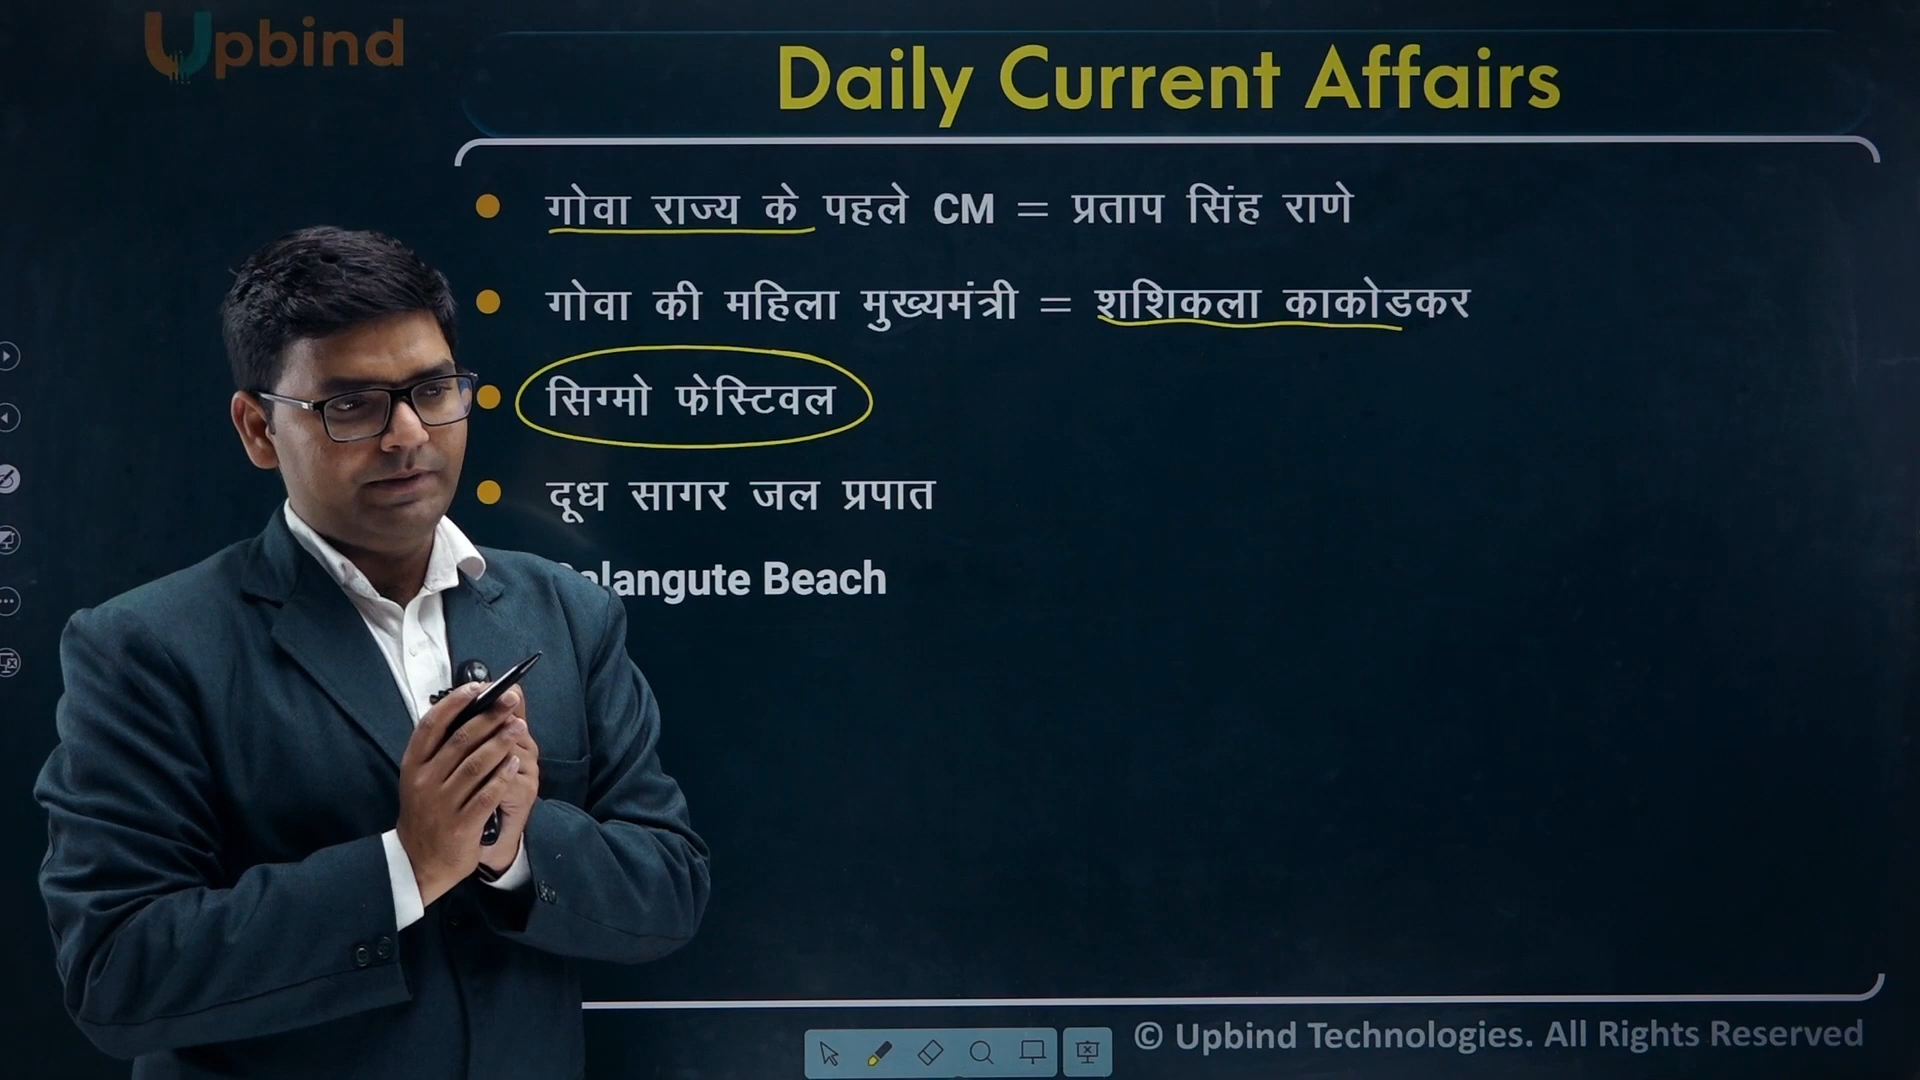 Upbind
Daily Current Affairs
गोवा राज्य के पहले CM = प्रताप सिंह राणे
गोवा की महिला मुख्यमंत्री = शशिकला काकोडकर
सिग्मो फेस्टिवल
दूध सागर जल प्रपात
alangute Beach
© Upbind Technologies. All Rights Reserved